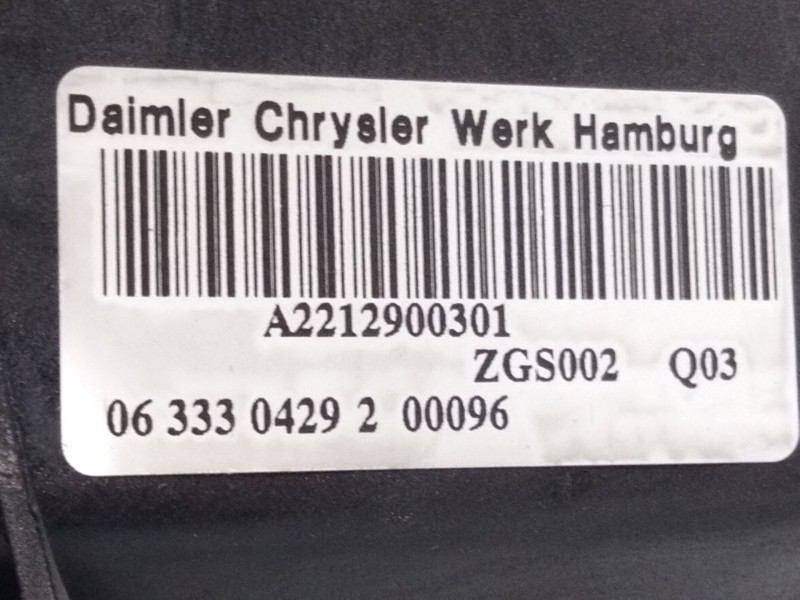 Daimler Chrysler Werk Hamburg
A2212900301
ZGS002 Q03
06 333 0429 2 00096